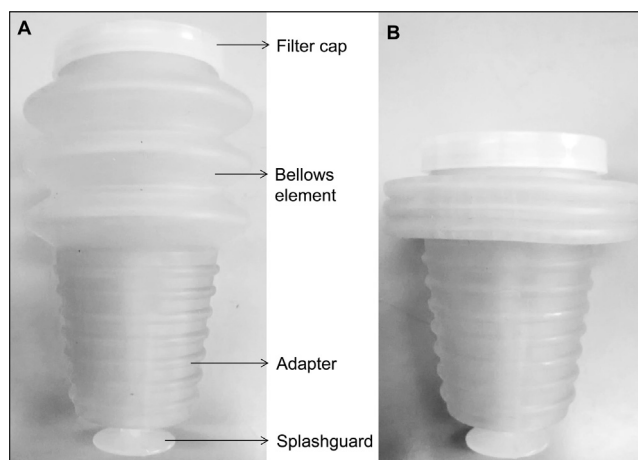 A
B
Filter cap
Bellows
element
Adapter
Splashguard